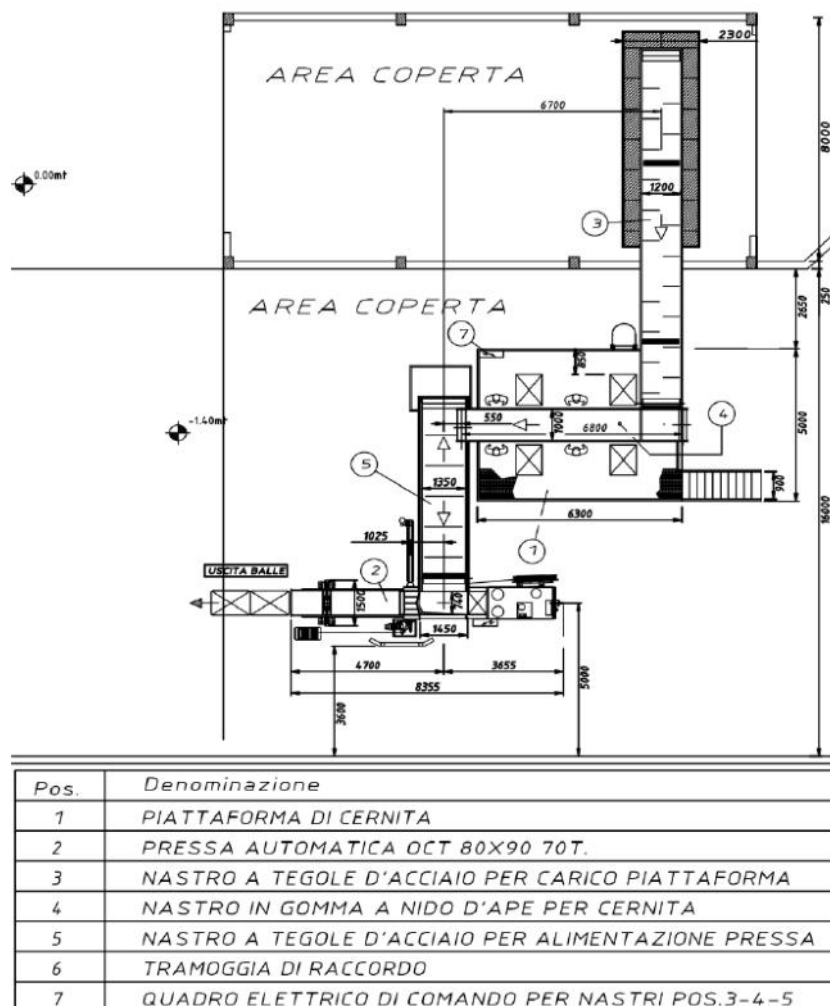 2300
AREA COPERTA
6700
8000
0.00mt
1200
3
AREA COPERTA
250
2650
7
850
-1.40mt
550
1000
6800
4
5000
5
1350
900
16000
6300
1025
1
USCITA BALLE
2
1500
740
1450
4700
3655
5000
8355
3600
Pos. Denominazione
1 PIATTAFORMA DI CERNITA
2 PRESSA AUTOMATICA OCT 80X90 70T.
3 NASTRO A TEGOLE D'ACCIAIO PER CARICO PIATTAFORMA
4 NASTRO IN GOMMA A NIDO D'APE PER CERNITA
5 NASTRO A TEGOLE D'ACCIAIO PER ALIMENTAZIONE PRESSA
6 TRAMOGGIA DI RACCORDO
7 QUADRO ELETTRICO DI COMANDO PER NASTRI POS.3-4-5